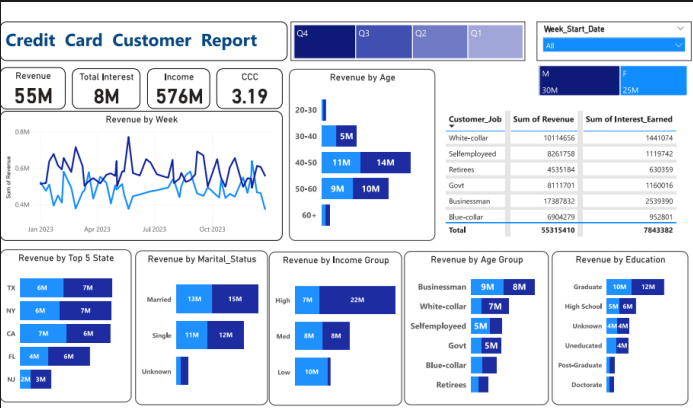 Credit Card Customer Report
Q4 Q3 Q2 Q1
Week_Start_Date
All
M F
30M 25M
Revenue
55M
Total Interest
8M
Income
576M
CCC
3.19
Revenue by Week
Sum of Revenue
0.8M
0.6M
0.4M
Jan 2023 Apr 2023 Jul 2023 Oct 2023
Revenue by Age
20-30
30-40 5M
40-50 11M 14M
50-60 9M 10M
60+
Customer_Job Sum of Revenue Sum of Interest_Earned
White-collar 10114656 1441074
Selfemployeed 8261758 1119742
Retirees 4535184 630359
Govt 8111701 1160016
Businessman 17387832 2539390
Blue-collar 6904279 952801
Total 55315410 7843382
Revenue by Top 5 State
TX 6M 7M
NY 6M 7M
CA 7M 6M
FL 4M 6M
NJ 2M 3M
Revenue by Marital_Status
Married 13M 15M
Single 11M 12M
Unknown
Revenue by Income Group
High 7M 22M
Med 8M 8M
Low 10M
Revenue by Age Group
Businessman 9M 8M
White-collar 7M
Selfemployeed 5M
Govt 5M
Blue-collar
Retirees
Revenue by Education
Graduate 10M 12M
High School 5M 6M
Unknown 4M 4M
Uneducated 4M
Post-Graduate
Doctorate